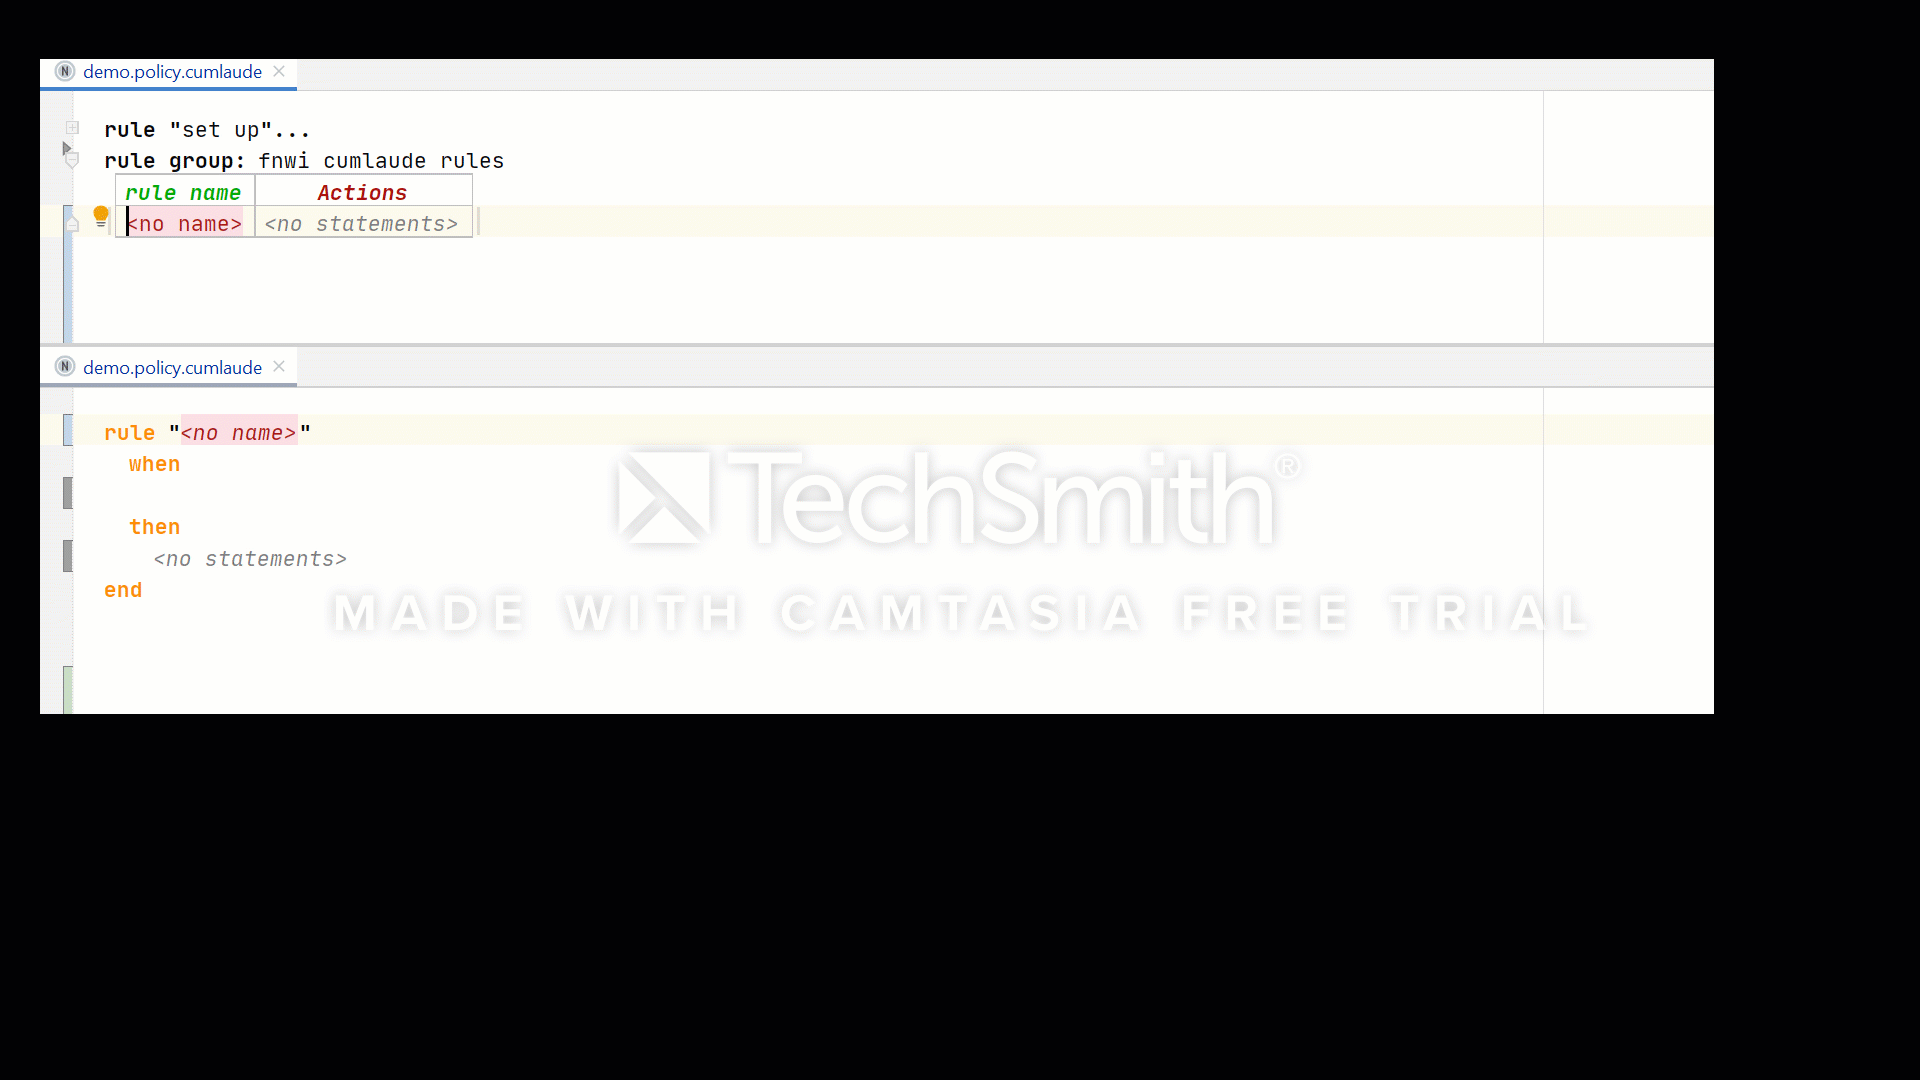 demo.policy.cumlaude
rule "set up"...
rule group: fnwi cumlaude rules
rule name Actions
<no name> <no statements>
demo.policy.cumlaude
rule "<no name>"
when
then
<no statements>
end
TechSmith®
MADE WITH CAMTASIA FREE TRIAL